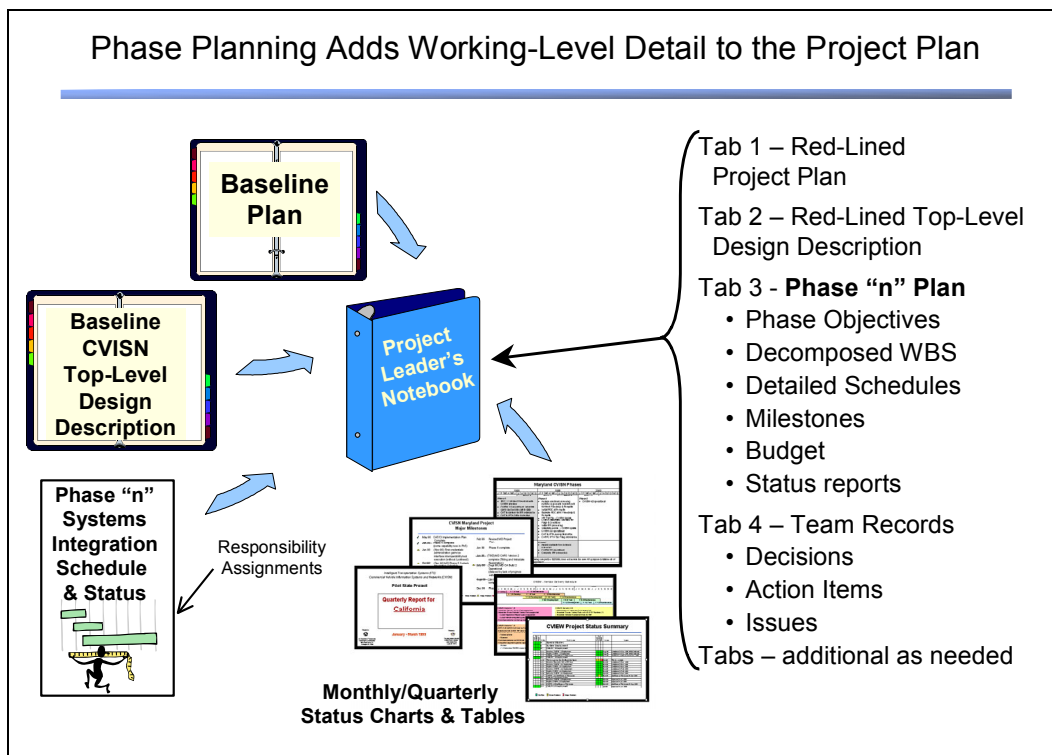 Phase Planning Adds Working-Level Detail to the Project Plan
Baseline
Plan
Baseline
CVISN
Top-Level
Design
Description
Phase “n”
Systems
Integration
Schedule
& Status
Responsibility
Assignments
Project
Leader’s
Notebook
Maryland CVISN Phases
CVISN Maryland Project
Major Milestones
Pilot State Project
Quarterly Report for
California
January - March 1999
CVIEW Project Status Summary
Monthly/Quarterly
Status Charts & Tables
Tab 1 – Red-Lined
Project Plan
Tab 2 – Red-Lined Top-Level
Design Description
Tab 3 - Phase “n” Plan
• Phase Objectives
• Decomposed WBS
• Detailed Schedules
• Milestones
• Budget
• Status reports
Tab 4 – Team Records
• Decisions
• Action Items
• Issues
Tabs – additional as needed